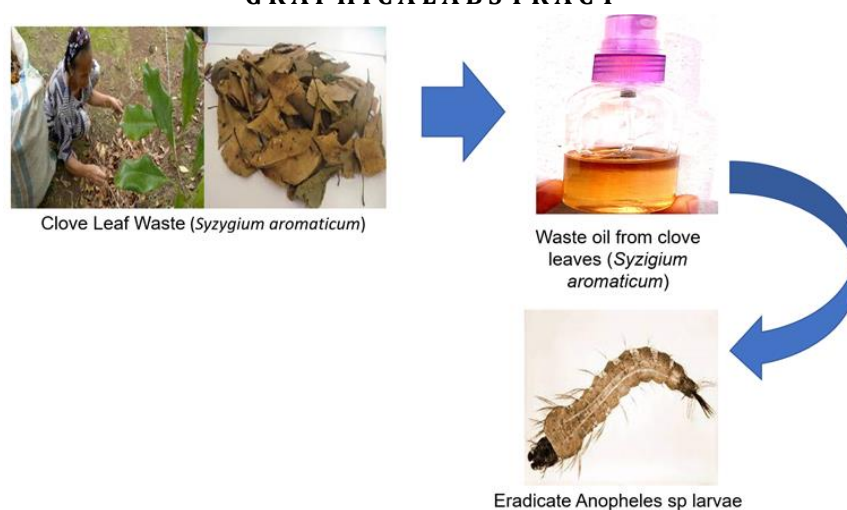 G R A P H I C A L A B S T R A C T
Clove Leaf Waste (Syzygium aromaticum)
Waste oil from clove
leaves (Syzigium
aromaticum)
Eradicate Anopheles sp larvae